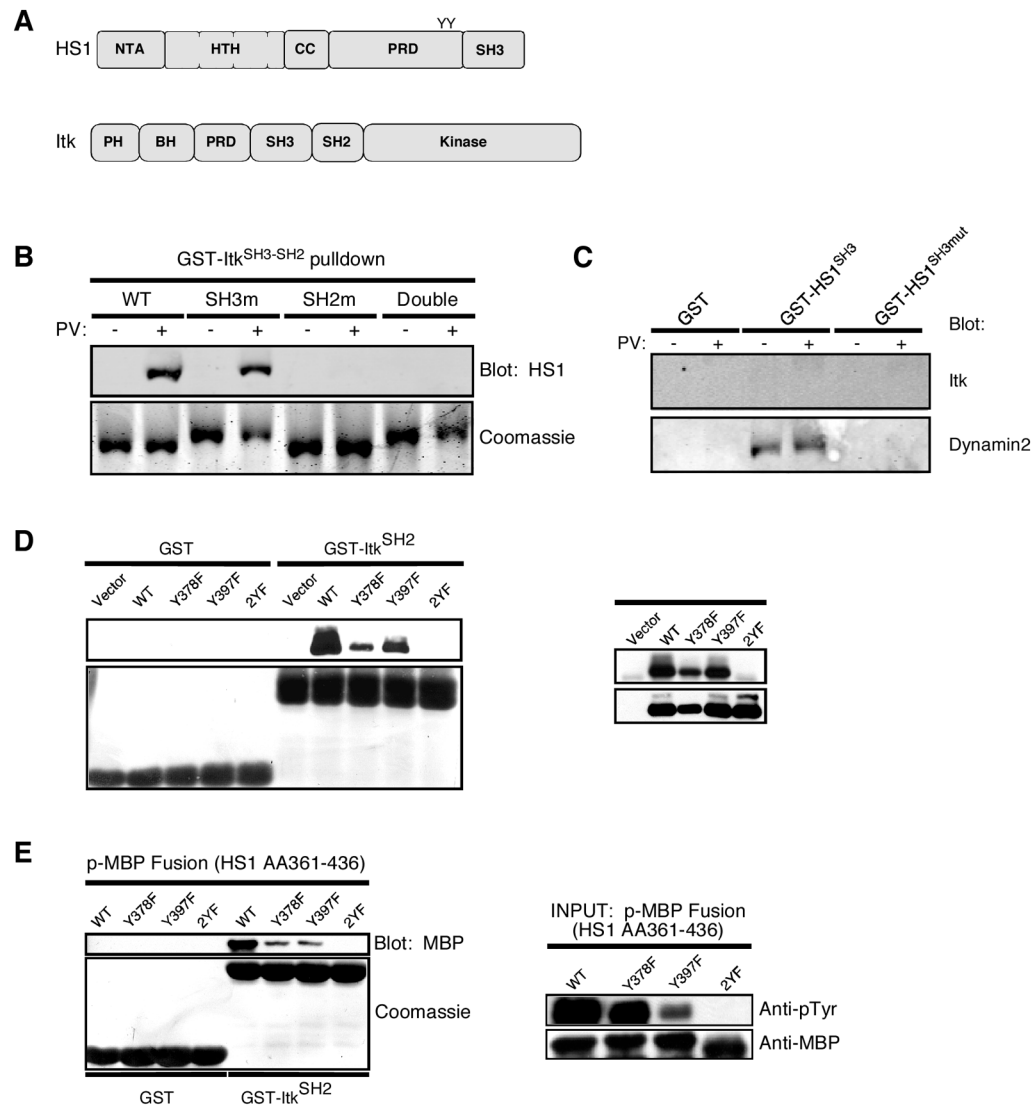 A
YY
HS1 NTA HTH CC PRD SH3
Itk PH BH PRD SH3 SH2 Kinase
B
GST-Itk^SH3-SH2 pulldown
WT SH3m SH2m Double
PV: - + - + - + - +
Blot: HS1
Coomassie
C
GST GST-HS1^SH3 GST-HS1^SH3mut
Blot:
PV: - + - + - +
Itk
Dynamin2
D
GST GST-Itk^SH2
Vector WT Y378F Y397F 2YF Vector WT Y378F Y397F 2YF
Vector WT Y378F Y397F 2YF
E
p-MBP Fusion (HS1 AA361-436)
WT Y378F Y397F 2YF WT Y378F Y397F 2YF
Blot: MBP
Coomassie
GST GST-Itk^SH2
INPUT: p-MBP Fusion
(HS1 AA361-436)
WT Y378F Y397F 2YF
Anti-pTyr
Anti-MBP